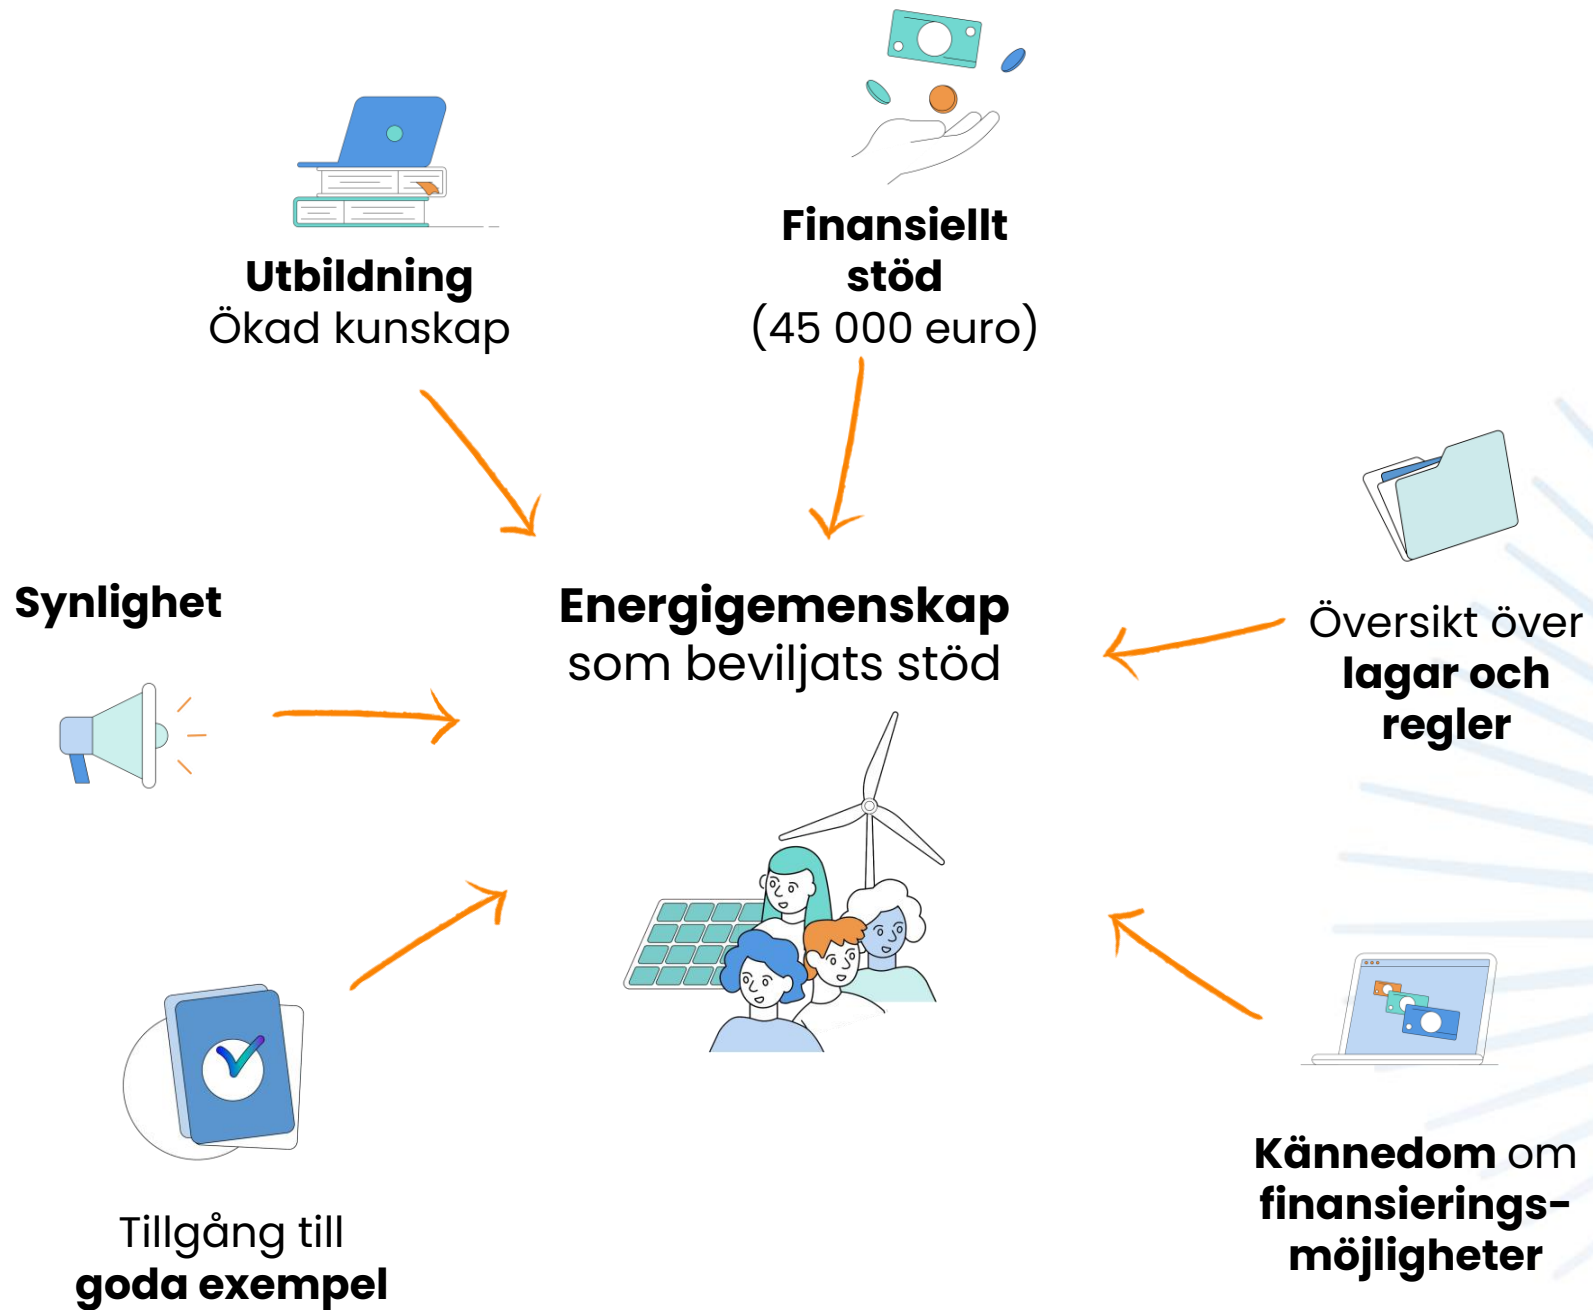 Utbildning
Ökad kunskap
Finansiellt
stöd
(45 000 euro)
Synlighet
Energigemenskap
som beviljats stöd
Översikt över
lagar och
regler
Tillgång till
goda exempel
Kännedom om
finansierings-
möjligheter